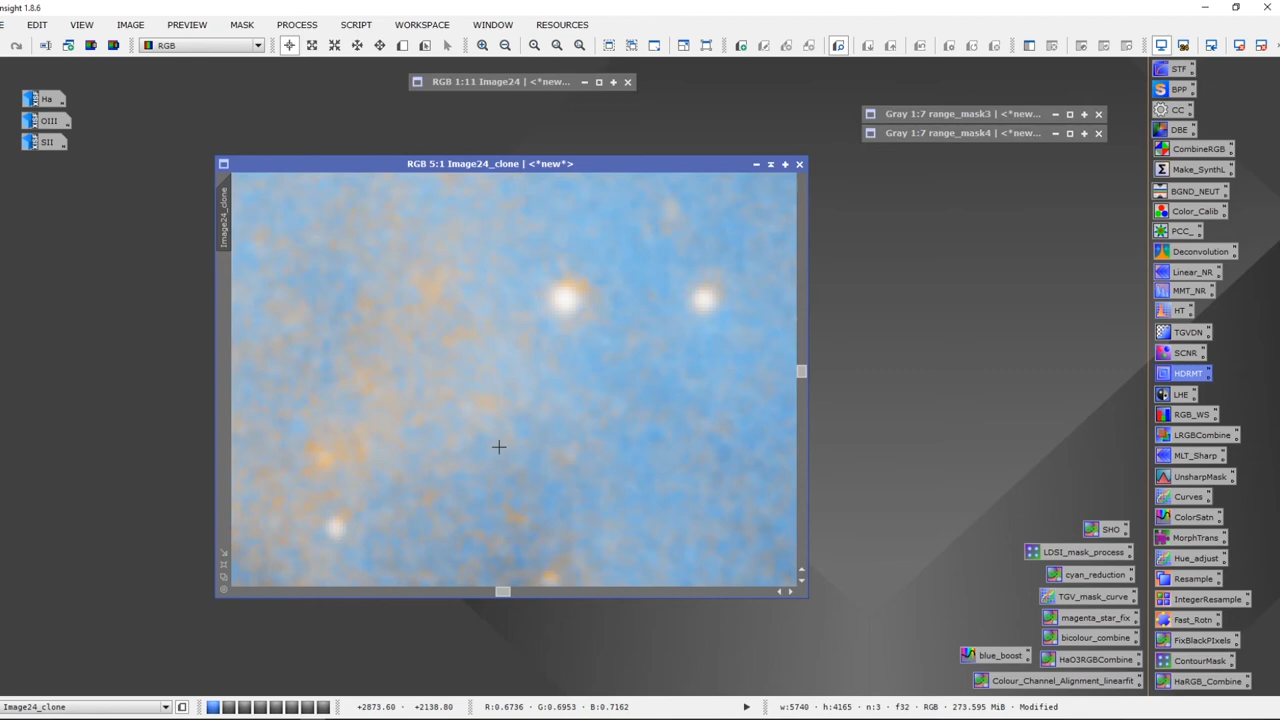 nsight 1.8.6
E EDIT VIEW IMAGE PREVIEW MASK PROCESS SCRIPT WORKSPACE WINDOW RESOURCES
RGB
RGB 1:11 Image24 | <*new...
Ha
OIII
SII
Gray 1:7 range_mask3 | <*new...
Gray 1:7 range_mask4 | <*new...
RGB 5:1 Image24_clone | <*new*>
Image24_clone
STF
BPP
CC
DBE
CombineRGB
Make_SynthL
BGND_NEUT
Color_Calib
PCC_
Deconvolution
Linear_NR
MMT_NR
HT
TGVDN
SCNR
HDRMT
LHE
RGB_WS
LRGBCombine
MLT_Sharp
UnsharpMask
Curves
ColorSatn
MorphTrans
Hue_adjust
Resample
IntegerResample
Fast_Rotn
FixBlackPIxels
ContourMask
HaRGB_Combine
SHO
LDSI_mask_process
cyan_reduction
TGV_mask_curve
magenta_star_fix
bicolour_combine
blue_boost
HaO3RGBCombine
Colour_Channel_Alignment_linearfit
Image24_clone
+2873.60 +2138.80 R:0.6736 G:0.6953 B:0.7162
w:5740 · h:4165 · n:3 · f32 · RGB · 273.595 MiB · Modified